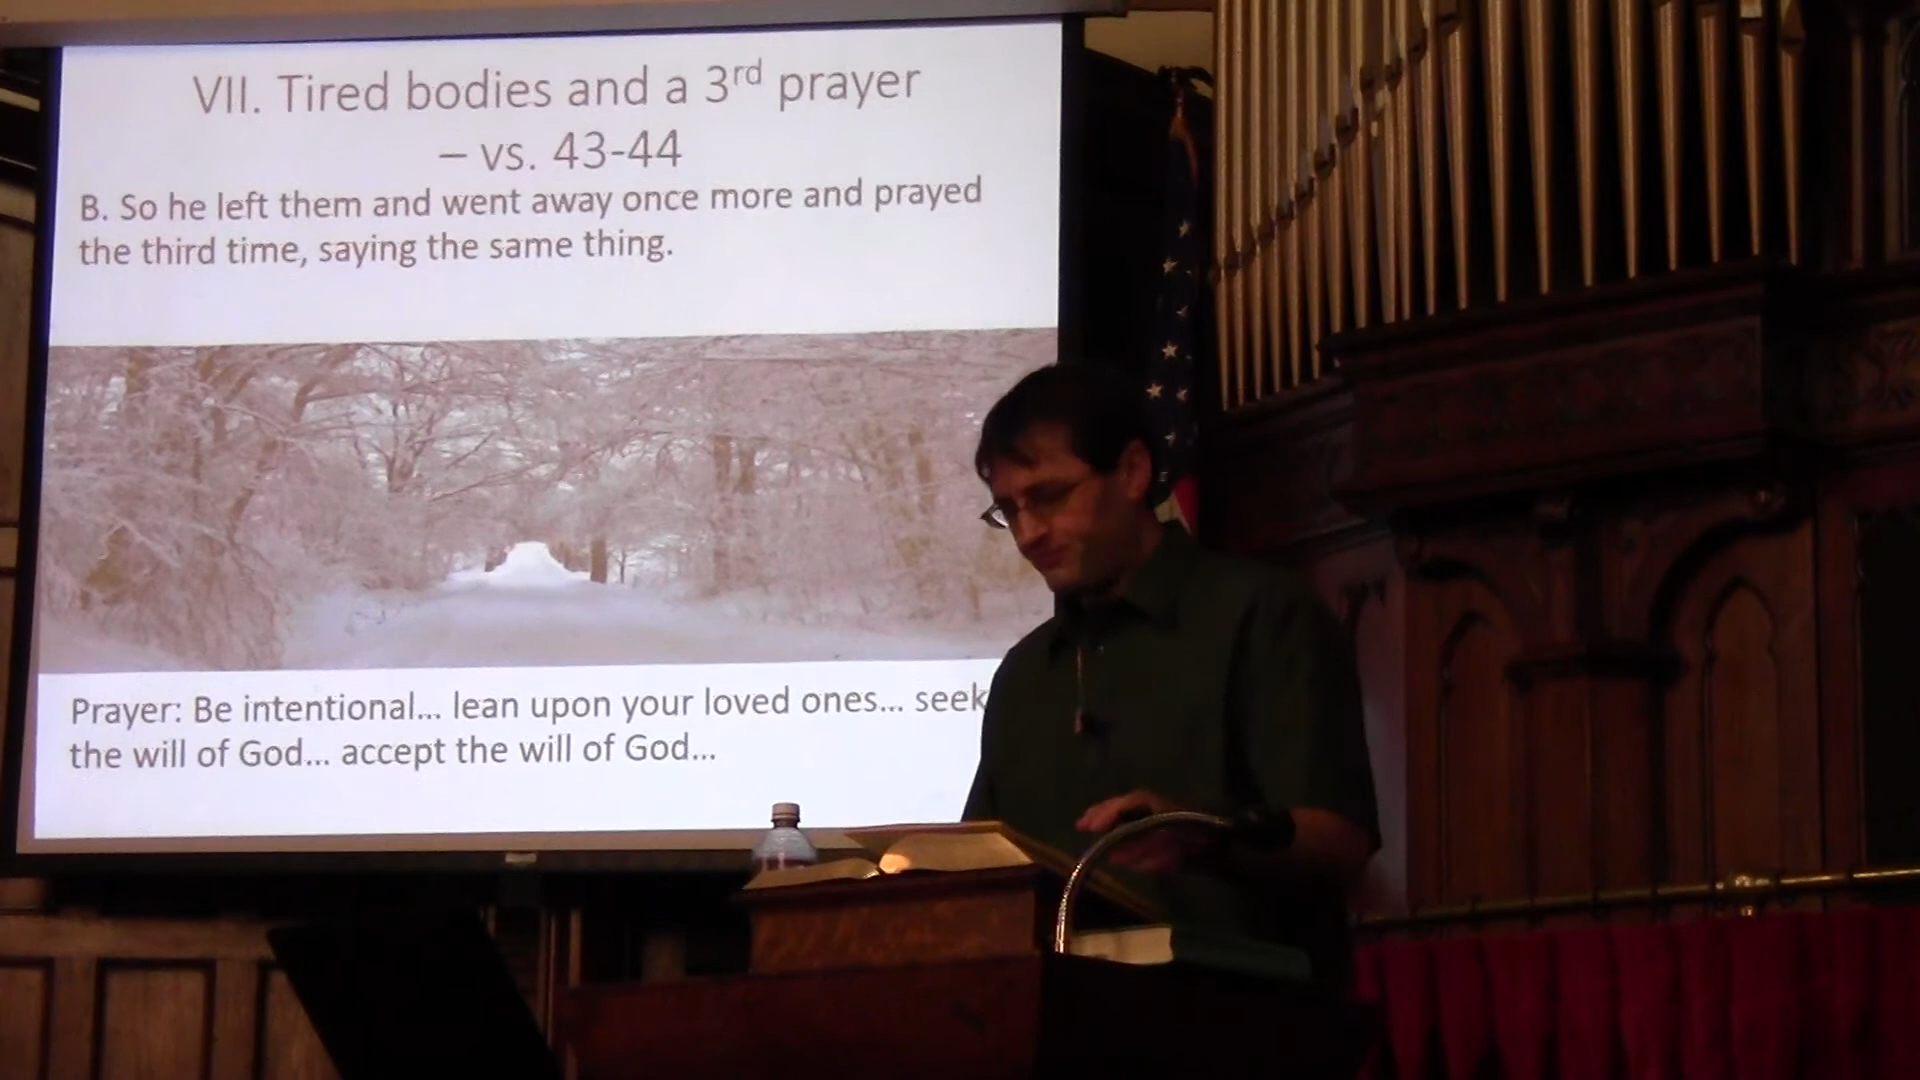 VII. Tired bodies and a 3rd prayer
– vs. 43-44
B. So he left them and went away once more and prayed
the third time, saying the same thing.
Prayer: Be intentional... lean upon your loved ones... seek
the will of God... accept the will of God...